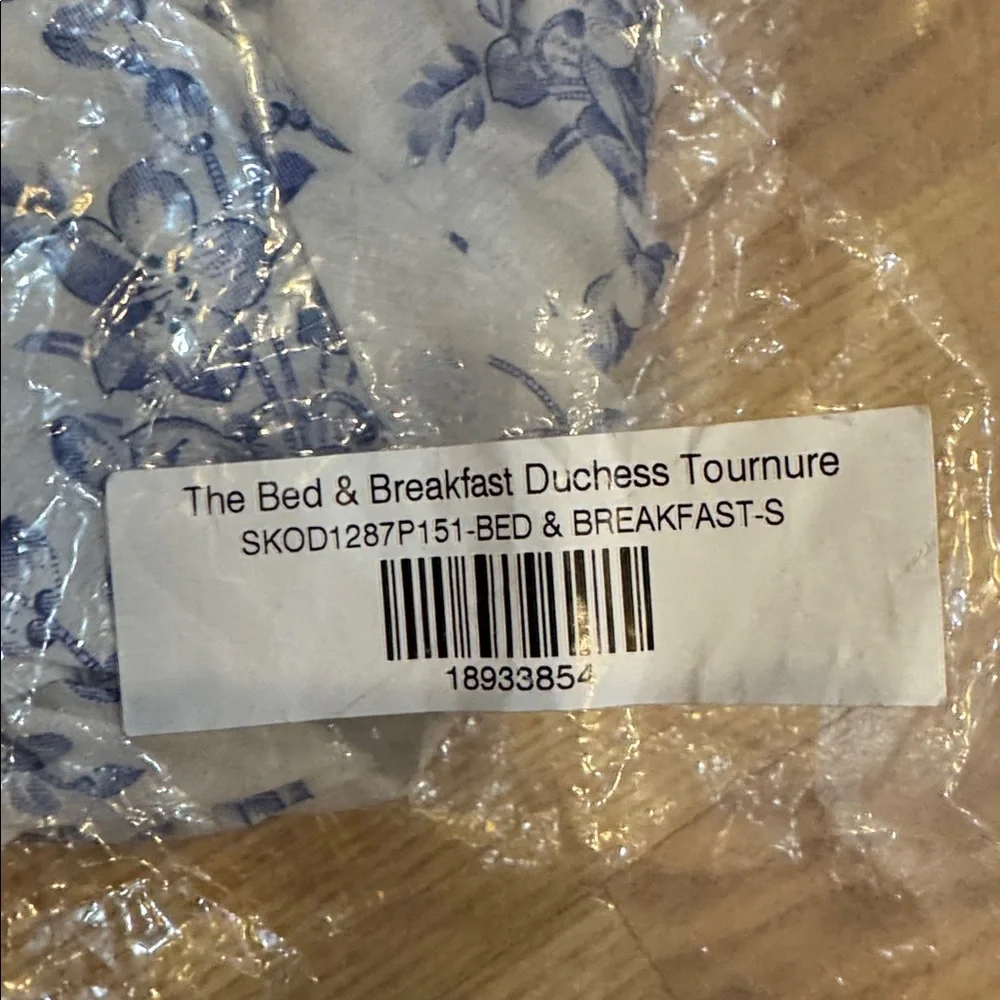 The Bed & Breakfast Duchess Tournure
SKOD1287P151-BED & BREAKFAST-S
18933854